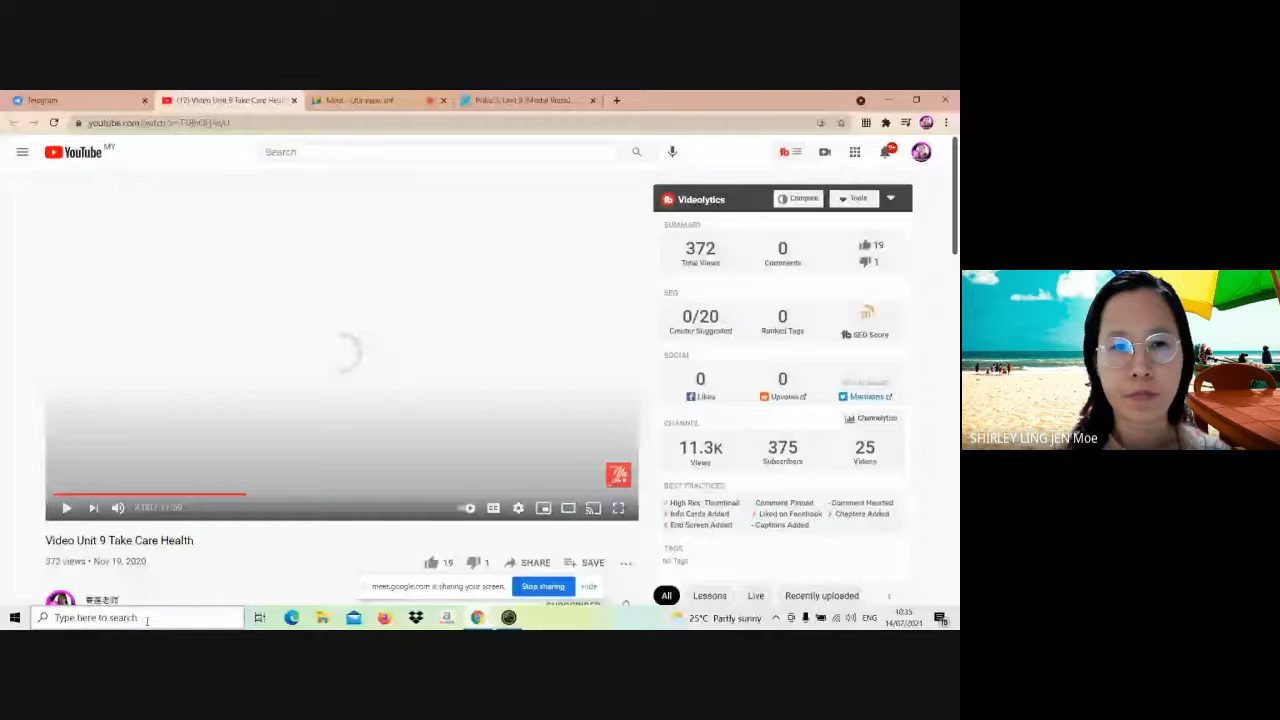 Telegram
(12) Video Unit 9 Take Care Healt
YouTube MY
Search
9+
Videolytics
Compare
Tools
SUMMARY
372
Total Views
0
Comments
19
1
SEO
0/20
Creator Suggested
0
Ranked Tags
SEO Score
SOCIAL
0
Likes
0
Upvotes
Mentions
CHANNEL
Channelytics
11.3K
Views
375
Subscribers
25
Videos
BEST PRACTICES
High Res. Thumbnail
Comment Pinned
Comment Hearted
Info Cards Added
Liked on Facebook
Chapters Added
End Screen Added
Captions Added
TAGS
No Tags
Video Unit 9 Take Care Health
372 views • Nov 19, 2020
19
1
SHARE
SAVE
meet.google.com is sharing your screen.
Stop sharing
Hide
All
Lessons
Live
Recently uploaded
Type here to search
25°C Partly sunny
ENG
10:35
14/07/2021
SHIRLEY LING JEN Moe